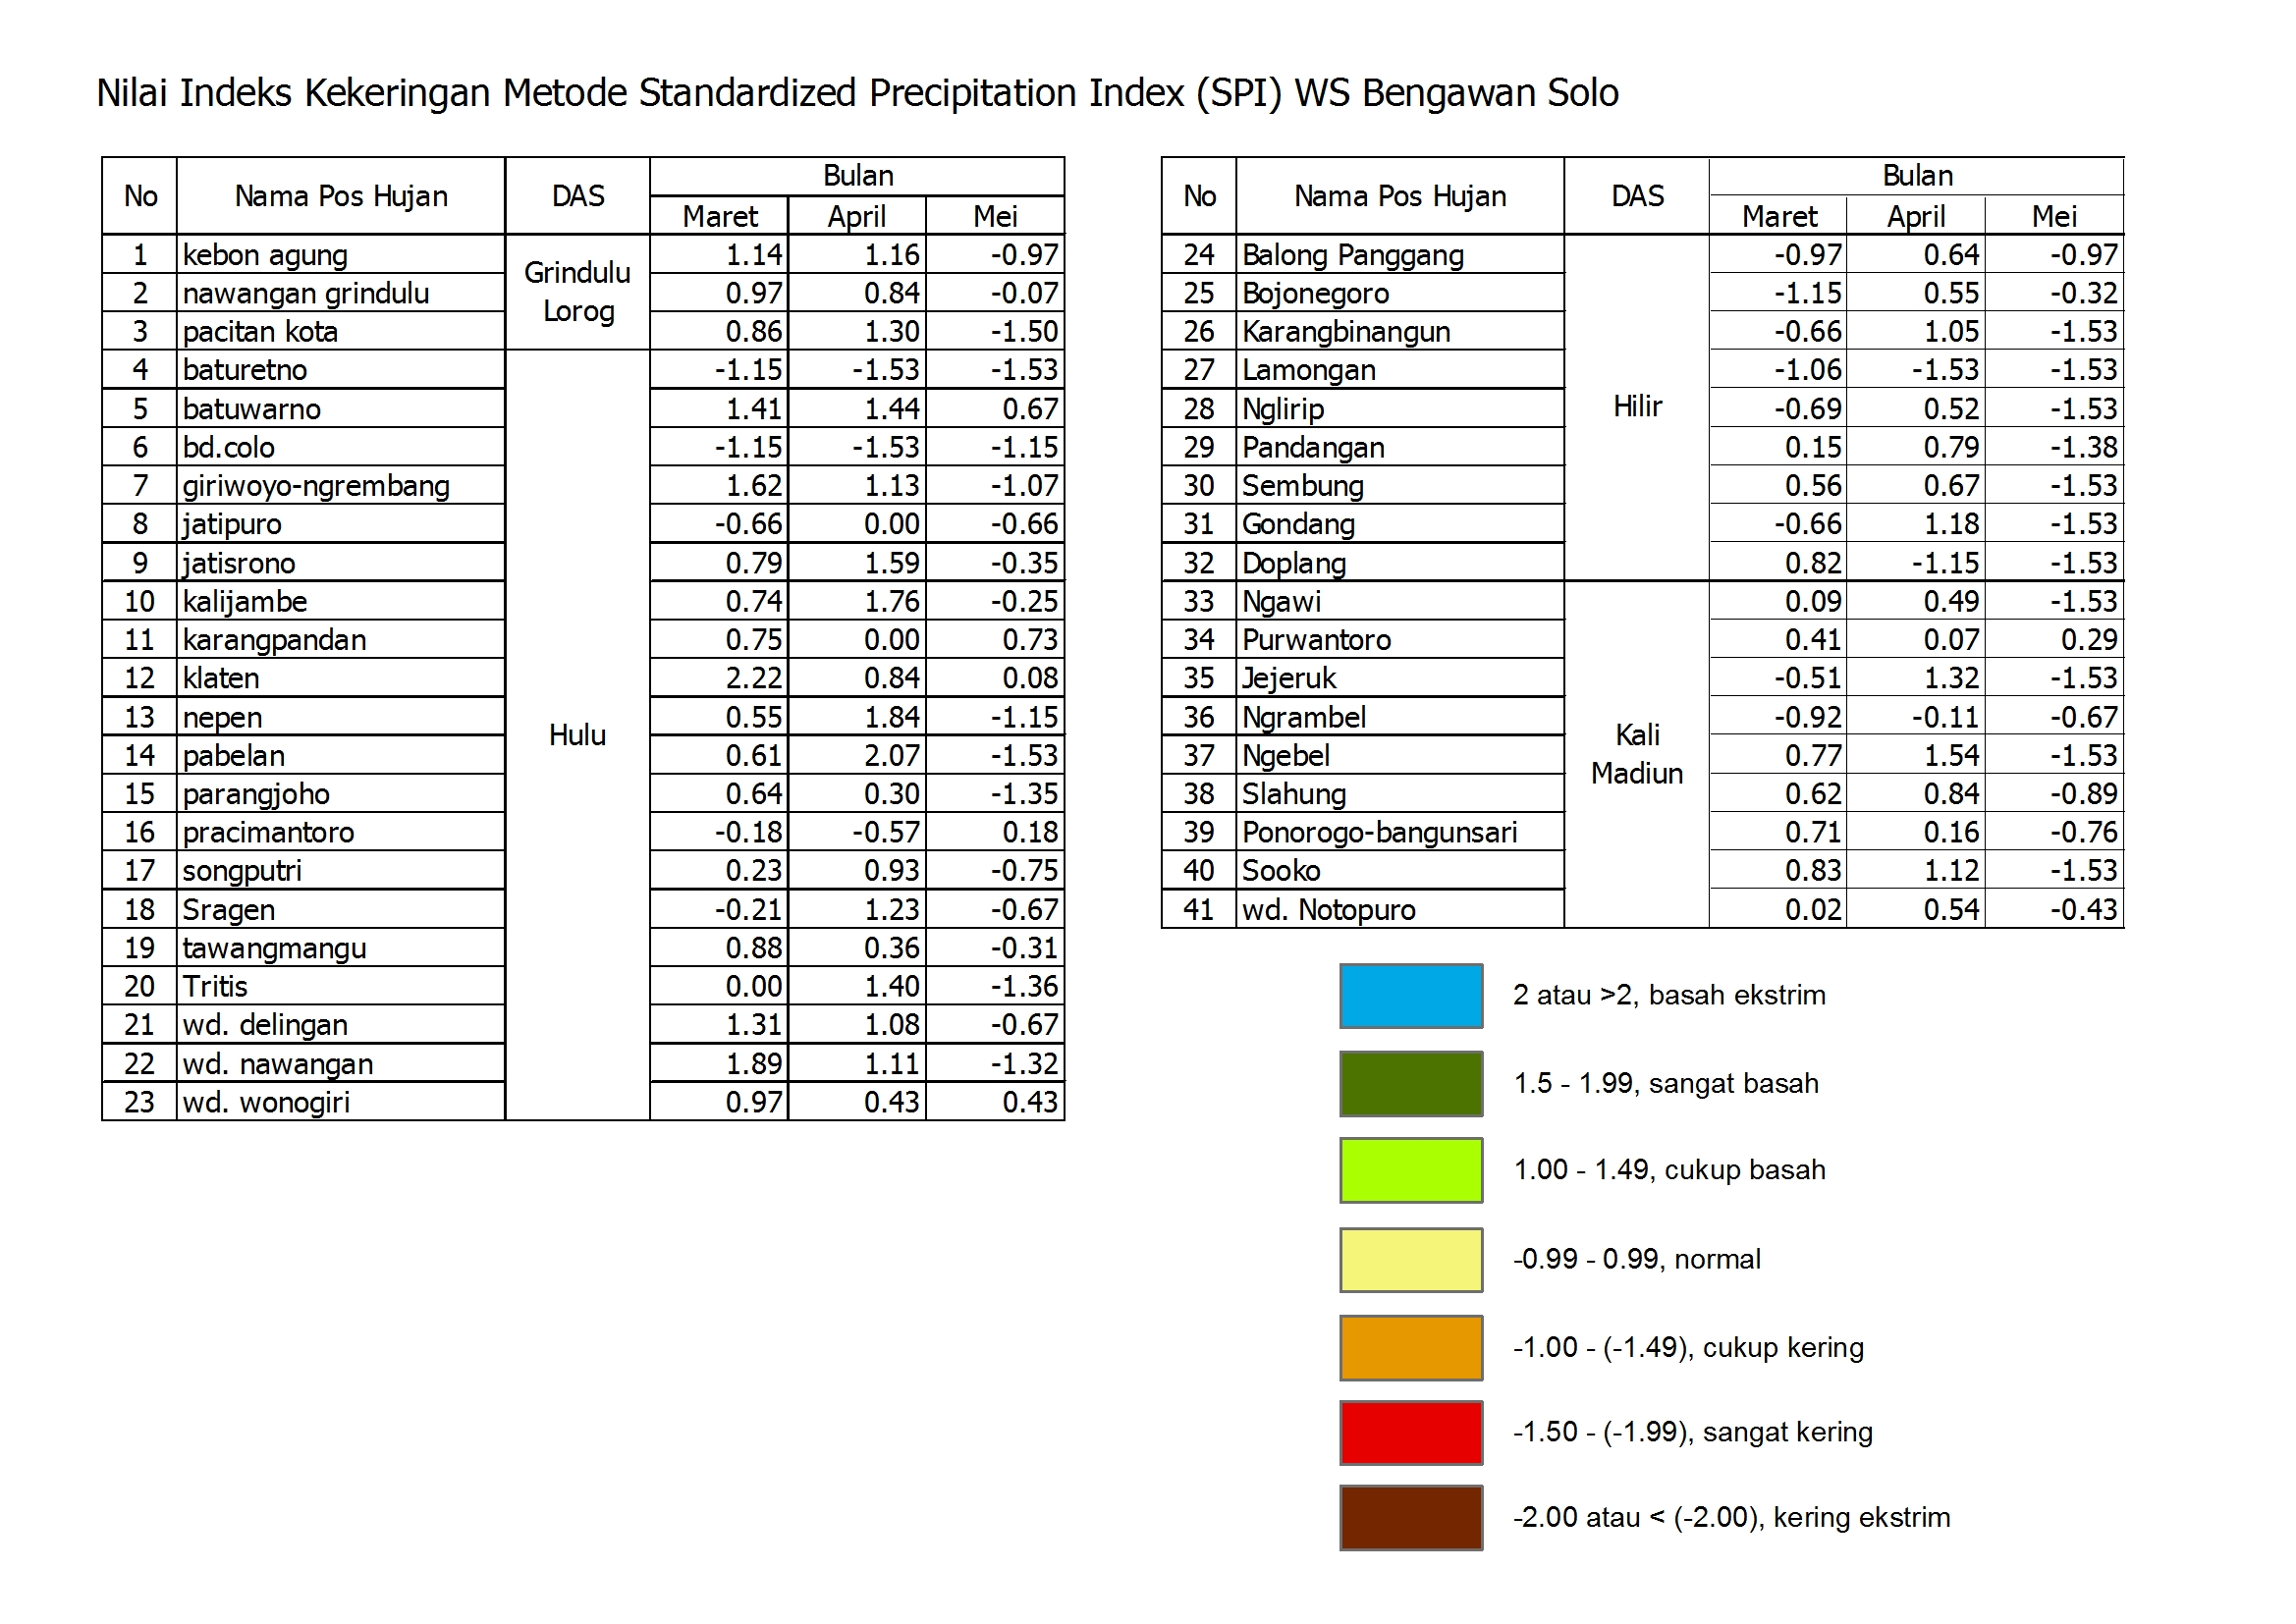 Nilai Indeks Kekeringan Metode Standardized Precipitation Index (SPI) WS Bengawan Solo
No Nama Pos Hujan DAS Bulan
Maret April Mei
1 kebon agung Grindulu Lorog 1.14 1.16 -0.97
2 nawangan grindulu 0.97 0.84 -0.07
3 pacitan kota 0.86 1.30 -1.50
4 baturetno Hulu -1.15 -1.53 -1.53
5 batuwarno 1.41 1.44 0.67
6 bd.colo -1.15 -1.53 -1.15
7 giriwoyo-ngrembang 1.62 1.13 -1.07
8 jatipuro -0.66 0.00 -0.66
9 jatisrono 0.79 1.59 -0.35
10 kalijambe 0.74 1.76 -0.25
11 karangpandan 0.75 0.00 0.73
12 klaten 2.22 0.84 0.08
13 nepen 0.55 1.84 -1.15
14 pabelan 0.61 2.07 -1.53
15 parangjoho 0.64 0.30 -1.35
16 pracimantoro -0.18 -0.57 0.18
17 songputri 0.23 0.93 -0.75
18 Sragen -0.21 1.23 -0.67
19 tawangmangu 0.88 0.36 -0.31
20 Tritis 0.00 1.40 -1.36
21 wd. delingan 1.31 1.08 -0.67
22 wd. nawangan 1.89 1.11 -1.32
23 wd. wonogiri 0.97 0.43 0.43
No Nama Pos Hujan DAS Bulan
Maret April Mei
24 Balong Panggang Hilir -0.97 0.64 -0.97
25 Bojonegoro -1.15 0.55 -0.32
26 Karangbinangun -0.66 1.05 -1.53
27 Lamongan -1.06 -1.53 -1.53
28 Nglirip -0.69 0.52 -1.53
29 Pandangan 0.15 0.79 -1.38
30 Sembung 0.56 0.67 -1.53
31 Gondang -0.66 1.18 -1.53
32 Doplang 0.82 -1.15 -1.53
33 Ngawi Kali Madiun 0.09 0.49 -1.53
34 Purwantoro 0.41 0.07 0.29
35 Jejeruk -0.51 1.32 -1.53
36 Ngrambel -0.92 -0.11 -0.67
37 Ngebel 0.77 1.54 -1.53
38 Slahung 0.62 0.84 -0.89
39 Ponorogo-bangunsari 0.71 0.16 -0.76
40 Sooko 0.83 1.12 -1.53
41 wd. Notopuro 0.02 0.54 -0.43
2 atau >2, basah ekstrim
1.5 - 1.99, sangat basah
1.00 - 1.49, cukup basah
-0.99 - 0.99, normal
-1.00 - (-1.49), cukup kering
-1.50 - (-1.99), sangat kering
-2.00 atau < (-2.00), kering ekstrim